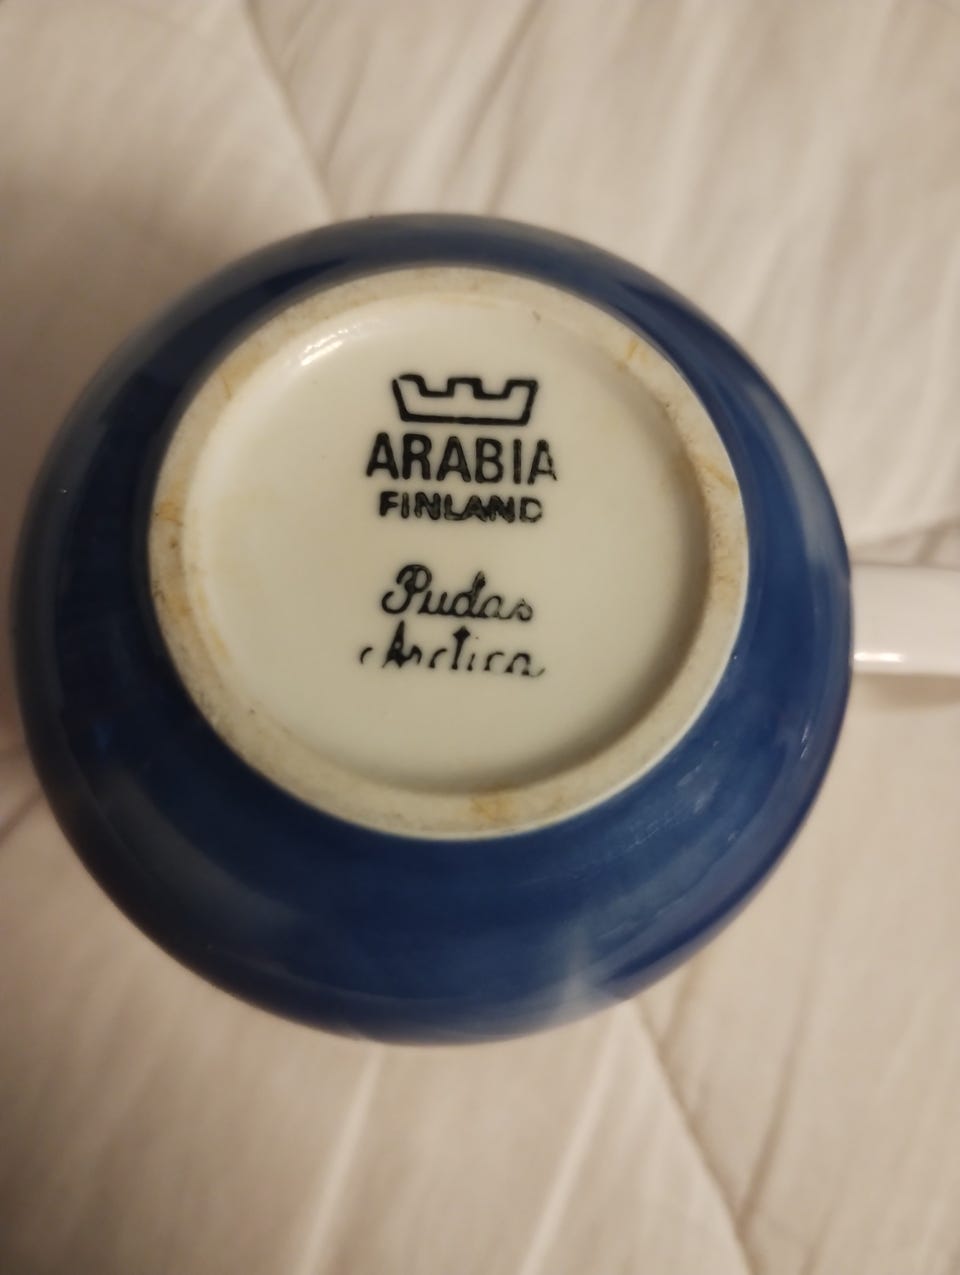 ARABIA
FINLAND
Pudas
Arctica